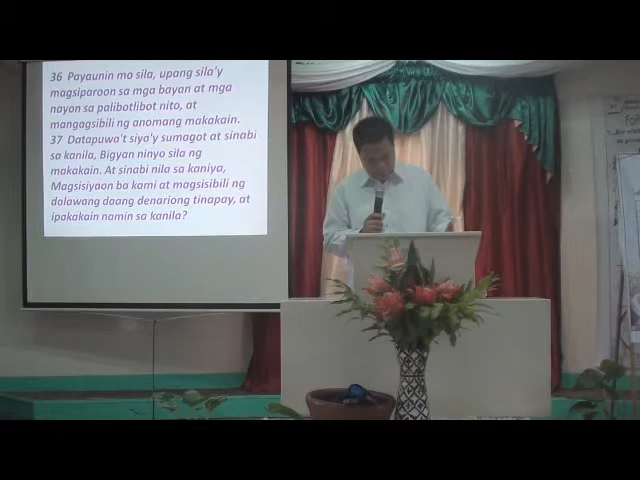 36 Payaunin mo sila, upang sila'y
magsiparoon sa mga bayan at mga
nayon sa palibotlibot nito, at
mangagsibili ng anomang makakain.
37 Datapuwa't siya'y sumagot at sinabi
sa kanila, Bigyan ninyo sila ng
makakain. At sinabi nila sa kaniya,
Magsisiyaon ba kami at magsisibili ng
dalawang daang denariong tinapay, at
ipakakain namin sa kanila?